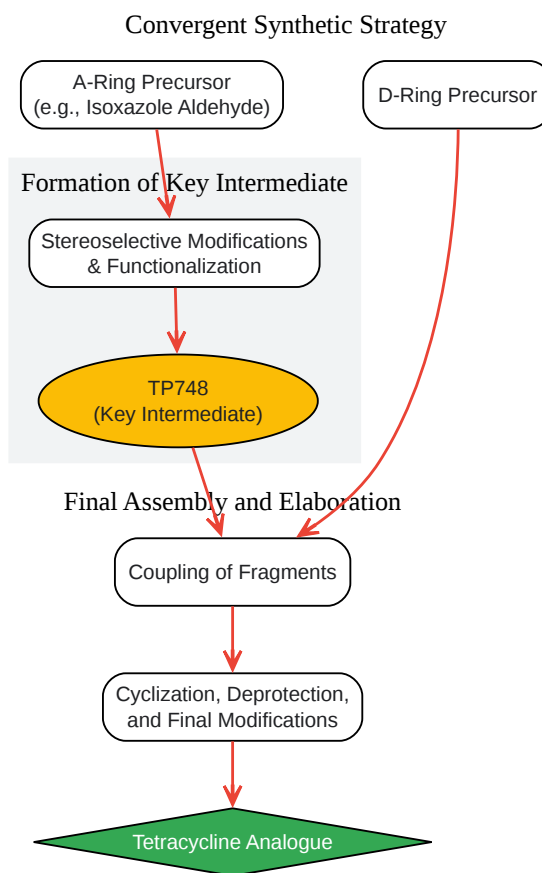 Convergent Synthetic Strategy
A-Ring Precursor
(e.g., Isoxazole Aldehyde)
D-Ring Precursor
Formation of Key Intermediate
Stereoselective Modifications
& Functionalization
TP748
(Key Intermediate)
Final Assembly and Elaboration
Coupling of Fragments
Cyclization, Deprotection,
and Final Modifications
Tetracycline Analogue